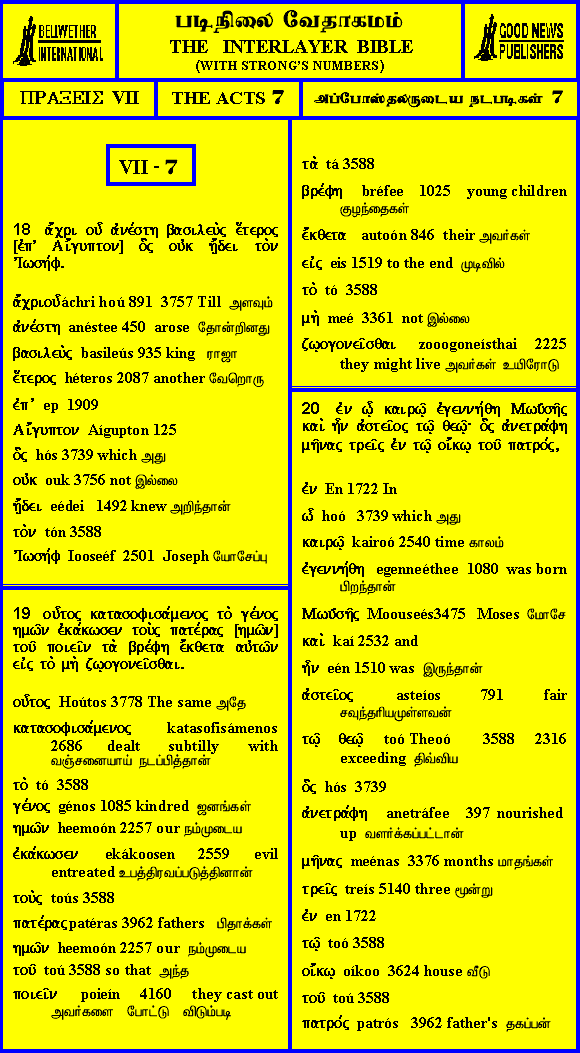 BELLWETHER
INTERNATIONAL
படிநிலை வேதாகமம்
THE INTERLAYER BIBLE
(WITH STRONG'S NUMBERS)
GOOD NEWS
PUBLISHERS
ΠΡΑΞΕΙΣ VII
THE ACTS 7
அப்போஸ்தலருடைய நடபடிகள் 7
VII - 7
18 ἄχρι οὗ ἀνέστη βασιλεὺς ἕτερος
[ἐπ’ Αἴγυπτον] ὃς οὐκ ᾔδει τὸν
Ἰωσήφ.
ἄχριοὗ áchri hoú 891 3757 Till அளவும்
ἀνέστη anéstee 450 arose தோன்றினது
βασιλεὺς basileús 935 king ராஜா
ἕτερος héteros 2087 another வேறொரு
ἐπ’ ep 1909
Αἴγυπτον Aigupton 125
ὃς hós 3739 which அது
οὐκ ouk 3756 not இல்லை
ᾔδει eédei 1492 knew அறிந்தான்
τὸν tón 3588
Ἰωσήφ Iooseéf 2501 Joseph யோசேப்பு
19 οὗτος κατασοφισάμενος τὸ γένος
ημῶν ἐκάκωσεν τοὺς πατέρας [ημῶν]
τοῦ ποιεῖν τὰ βρέφη ἔκθετα αὐτῶν
εἰς τὸ μὴ ζῳογονεῖσθαι.
οὗτος Hoútos 3778 The same அதே
κατασοφισάμενος katasofisámenos
2686 dealt subtilly with
வஞ்சனையாய் நடப்பித்தான்
τὸ tó 3588
γένος génos 1085 kindred ஜனங்கள்
ημῶν heemoón 2257 our நம்முடைய
ἐκάκωσεν ekákoosen 2559 evil
entreated உபத்திரவப்படுத்தினான்
τοὺς toús 3588
πατέρας patéras 3962 fathers பிதாக்கள்
ημῶν heemoón 2257 our நம்முடைய
τοῦ toú 3588 so that அந்த
ποιεῖν poieín 4160 they cast out
அவர்களை போட்டு விடும்படி
τὰ tá 3588
βρέφη bréfee 1025 young children
குழந்தைகள்
ἔκθετα autoón 846 their அவர்கள்
εἰς eis 1519 to the end முடிவில்
τὸ tó 3588
μὴ meé 3361 not இல்லை
ζῳογονεῖσθαι zooogoneísthai 2225
they might live அவர்கள் உயிரோடு
20 ἐν ᾧ καιρῷ ἐγεννήθη Μωϋσῆς
καὶ ἦν ἀστεῖος τῷ θεῷ· ὃς ἀνετράφη
μῆνας τρεῖς ἐν τῷ οἴκῳ τοῦ πατρός,
ἐν En 1722 In
ᾧ hoó 3739 which அது
καιρῷ kairoó 2540 time காலம்
ἐγεννήθη egenneéthee 1080 was born
பிறந்தான்
Μωϋσῆς Moouseés3475 Moses மோசே
καὶ kaí 2532 and
ἦν eén 1510 was இருந்தான்
ἀστεῖος asteíos 791 fair
சவுந்தரியமுள்ளவன்
τῷ θεῷ toó Theoó 3588 2316
exceeding திவ்விய
ὃς hós 3739
ἀνετράφη anetráfee 397 nourished
up வளர்க்கப்பட்டான்
μῆνας meénas 3376 months மாதங்கள்
τρεῖς treís 5140 three மூன்று
ἐν en 1722
τῷ toó 3588
οἴκῳ oíkoo 3624 house வீடு
τοῦ toú 3588
πατρός patrós 3962 father's தகப்பன்